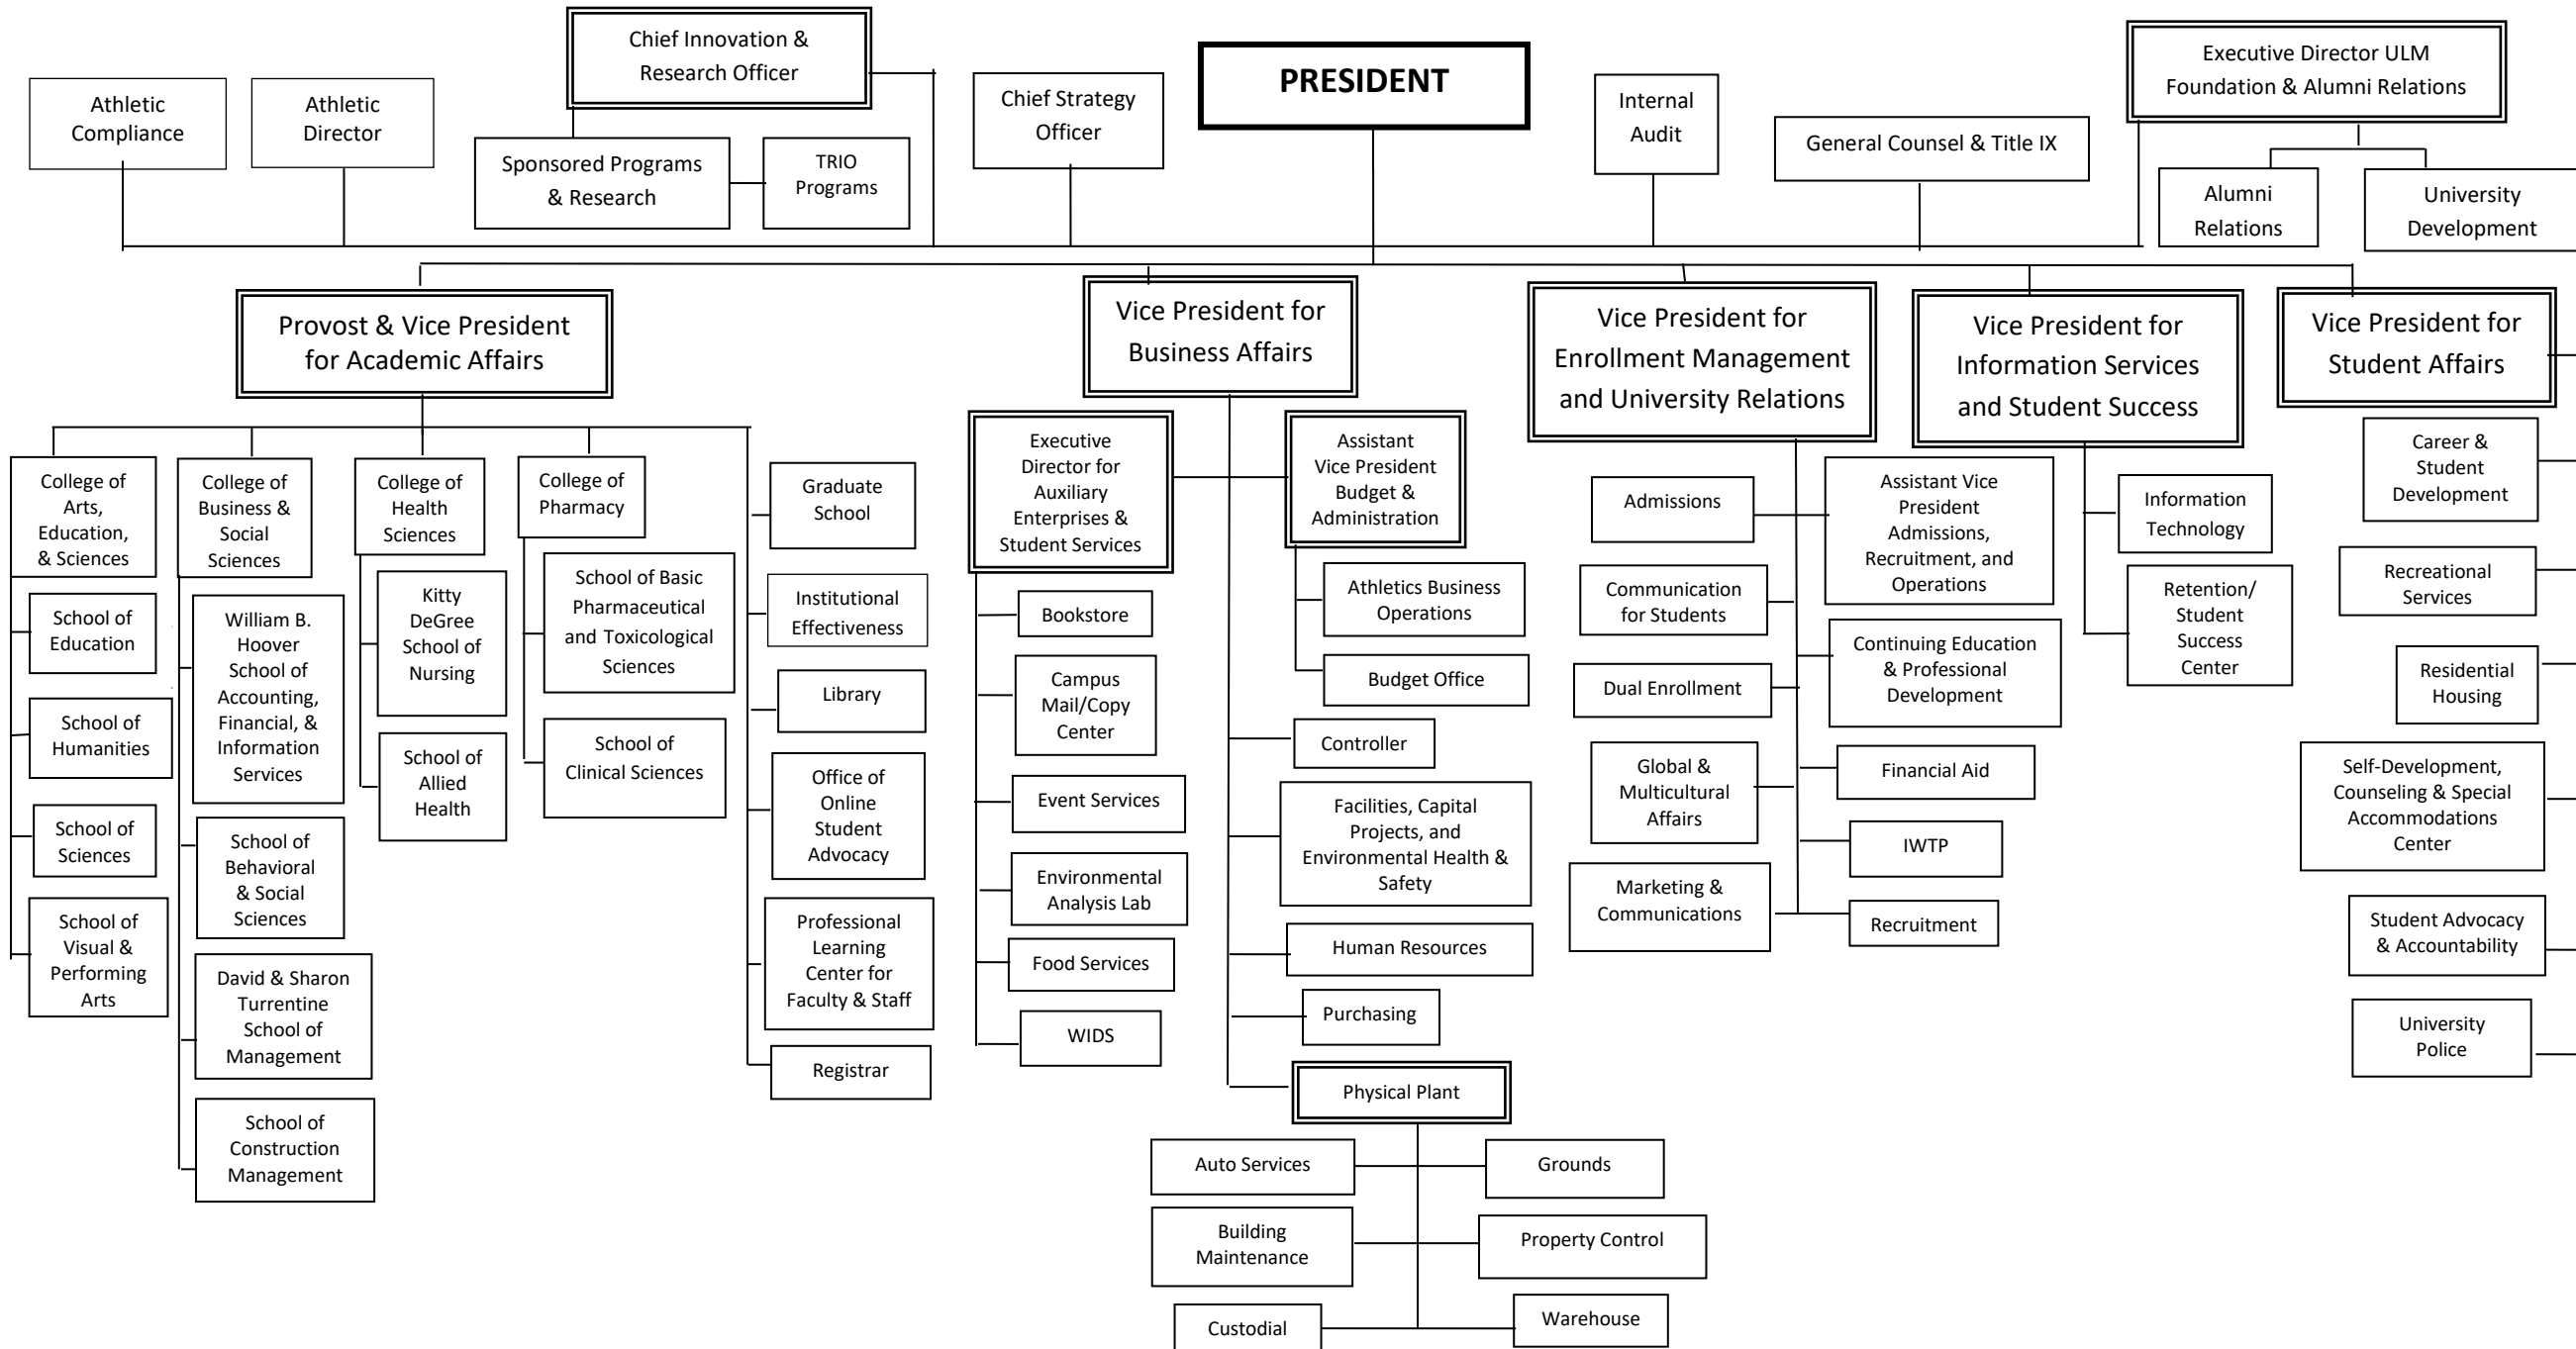 Chief Innovation &
Research Officer
PRESIDENT
Executive Director ULM
Foundation & Alumni Relations
Athletic
Compliance
Athletic
Director
Chief Strategy
Officer
Internal
Audit
General Counsel & Title IX
Sponsored Programs
& Research
TRIO
Programs
Alumni
Relations
University
Development
Provost & Vice President
for Academic Affairs
Vice President for
Business Affairs
Vice President for
Enrollment Management
and University Relations
Vice President for
Information Services
and Student Success
Vice President for
Student Affairs
College of
Arts,
Education,
& Sciences
School of
Education
School of
Humanities
School of
Sciences
School of
Visual &
Performing
Arts
College of
Business &
Social
Sciences
William B.
Hoover
School of
Accounting,
Financial, &
Information
Services
School of
Behavioral
& Social
Sciences
David & Sharon
Turrentine
School of
Management
School of
Construction
Management
College of
Health
Sciences
Kitty
DeGree
School of
Nursing
School of
Allied
Health
College of
Pharmacy
School of Basic
Pharmaceutical
and Toxicological
Sciences
School of
Clinical Sciences
Graduate
School
Institutional
Effectiveness
Library
Office of
Online
Student
Advocacy
Professional
Learning
Center for
Faculty & Staff
Registrar
Executive
Director for
Auxiliary
Enterprises &
Student Services
Bookstore
Campus
Mail/Copy
Center
Event Services
Environmental
Analysis Lab
Food Services
WIDS
Assistant
Vice President
Budget &
Administration
Athletics Business
Operations
Budget Office
Controller
Facilities, Capital
Projects, and
Environmental Health &
Safety
Human Resources
Purchasing
Physical Plant
Auto Services
Grounds
Building
Maintenance
Property Control
Custodial
Warehouse
Admissions
Communication
for Students
Dual Enrollment
Global &
Multicultural
Affairs
Marketing &
Communications
Assistant Vice
President
Admissions,
Recruitment, and
Operations
Continuing Education
& Professional
Development
Financial Aid
IWTP
Recruitment
Information
Technology
Retention/
Student
Success
Center
Career &
Student
Development
Recreational
Services
Residential
Housing
Self-Development,
Counseling & Special
Accommodations
Center
Student Advocacy
& Accountability
University
Police